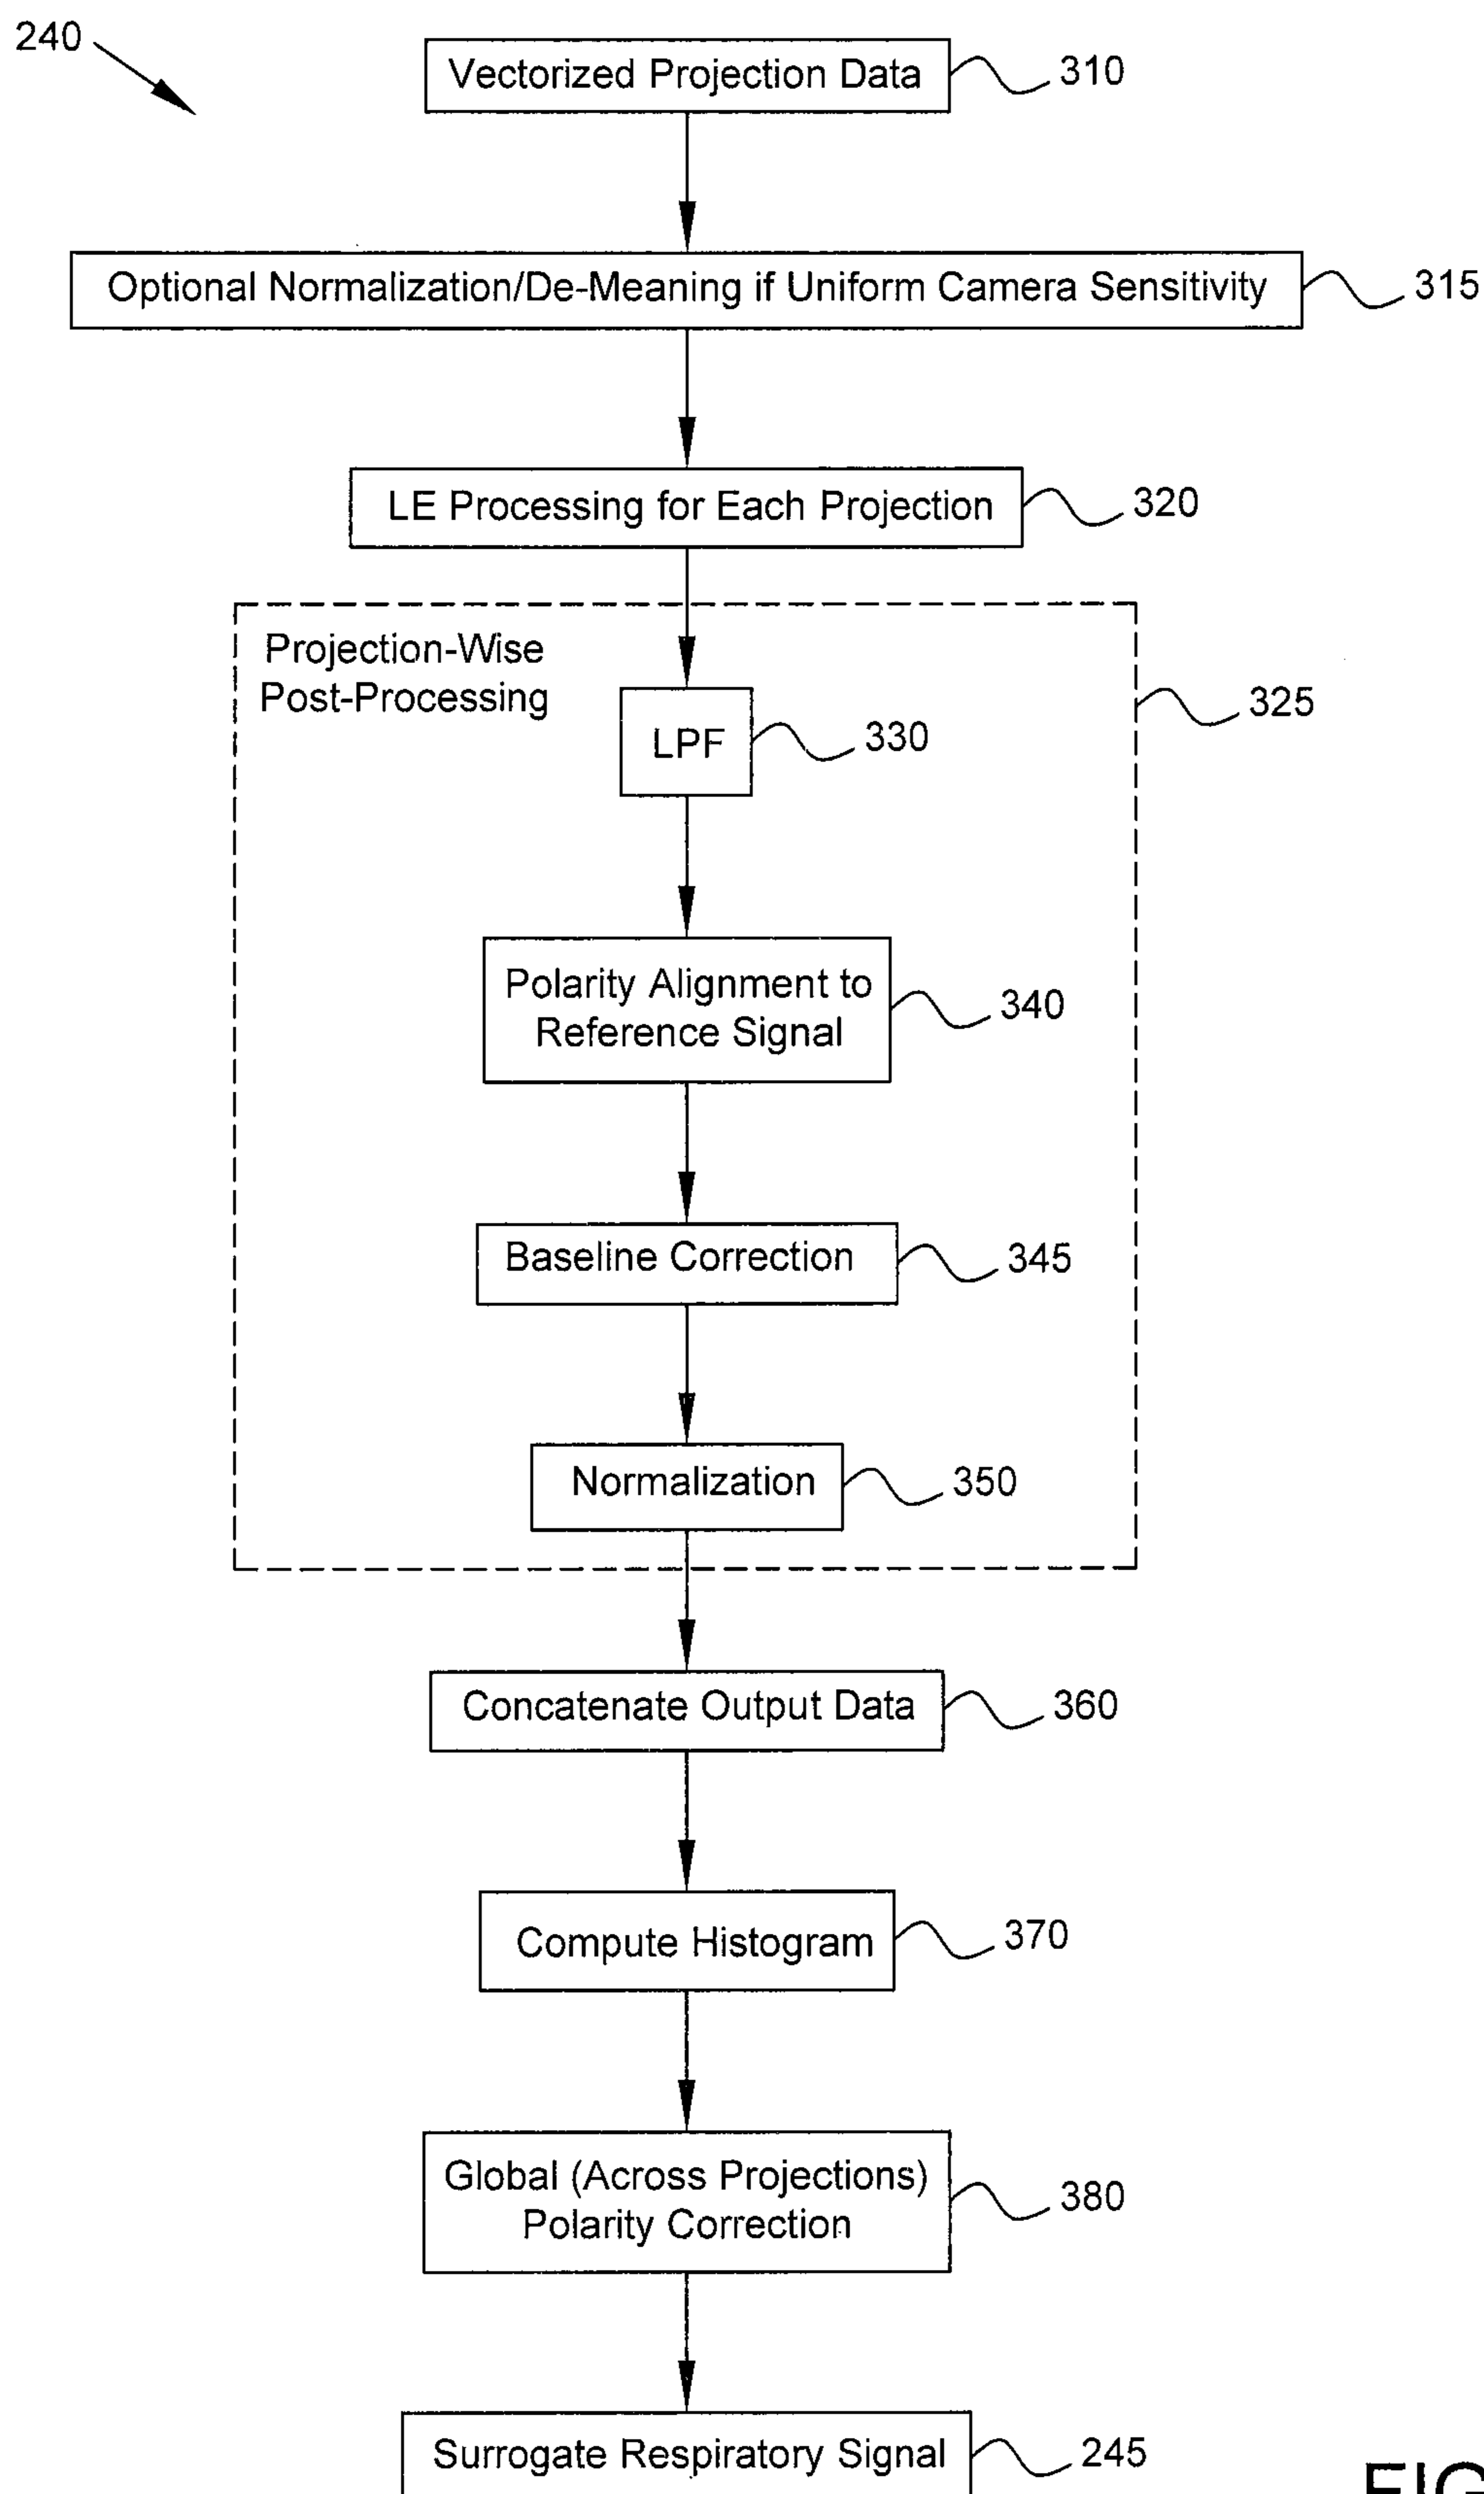 240
Vectorized Projection Data
310
Optional Normalization/De-Meaning if Uniform Camera Sensitivity
315
LE Processing for Each Projection
320
Projection-Wise
Post-Processing
325
LPF
330
Polarity Alignment to
Reference Signal
340
Baseline Correction
345
Normalization
350
Concatenate Output Data
360
Compute Histogram
370
Global (Across Projections)
Polarity Correction
380
Surrogate Respiratory Signal
245